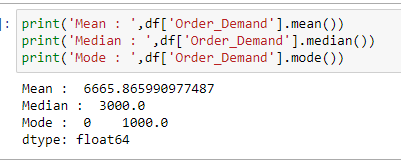 ]: print('Mean : ',df['Order_Demand'].mean())
print('Median : ',df['Order_Demand'].median())
print('Mode : ',df['Order_Demand'].mode())
Mean :  6665.865990977487
Median :  3000.0
Mode :  0    1000.0
dtype: float64